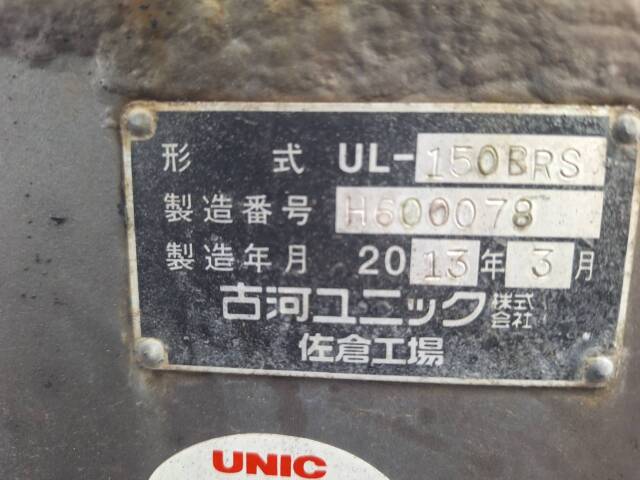 形 式 UL-150BRS
製造番号 H600078
製造年月 2013年3月
古河ユニック株式会社
佐倉工場
UNIC